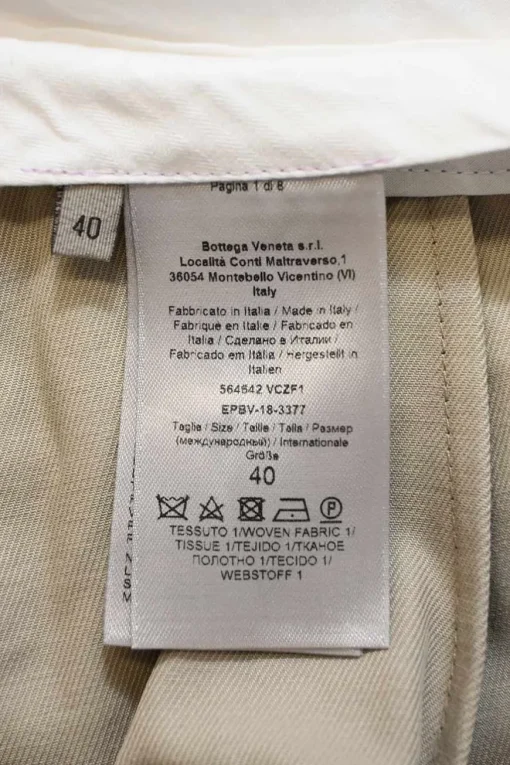 Pagina 1 di 8
40
Bottega Veneta s.r.l.
Località Conti Maltraverso,1
36054 Montebello Vicentino (VI)
Italy
Fabbricato in Italia / Made in Italy /
Fabriqué en Italie / Fabricado en
Italia / Сделано в Италии /
Fabricado em Itália / Hergestellt in
Italien
564642 VCZF1
EPBV-18-3377
Taglia / Size / Taille / Talla / Размер
(международный) / Internationale
Größe
40
TESSUTO 1/WOVEN FABRIC 1/
TISSUE 1/TEJIDO 1/ТКАНОЕ
ПОЛОТНО 1/TECIDO 1/
WEBSTOFF 1